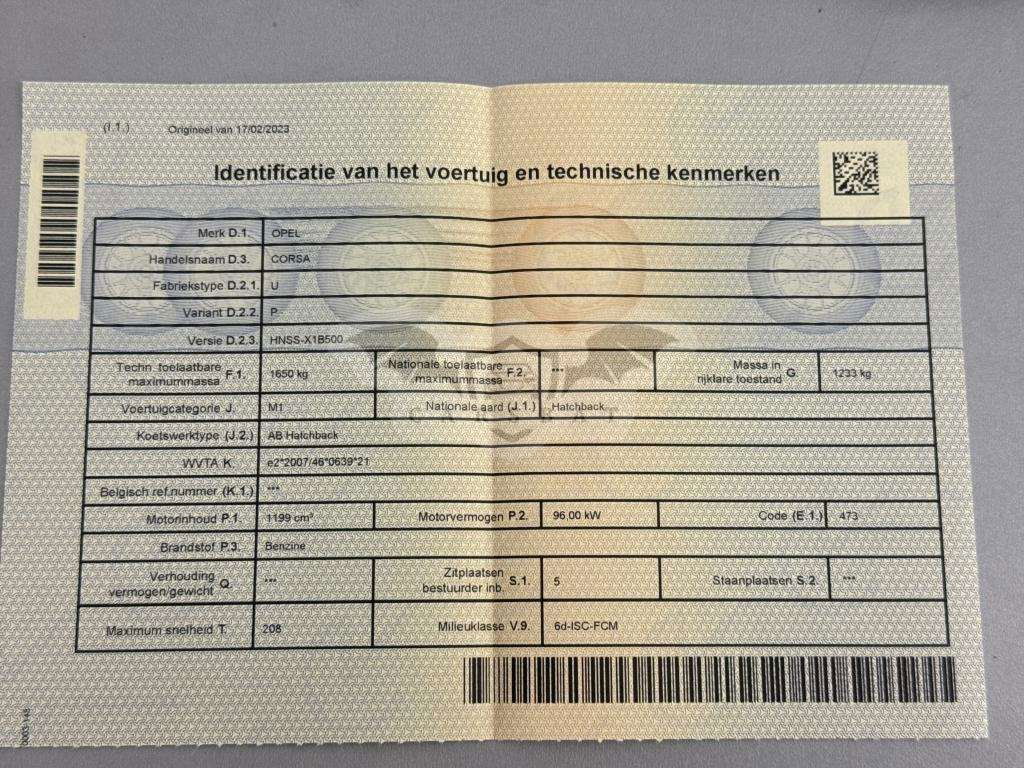 (I.1.) Origineel van 17/02/2023
Identificatie van het voertuig en technische kenmerken
Merk D.1. OPEL
Handelsnaam D.3. CORSA
Fabriekstype D.2.1. U
Variant D.2.2. P
Versie D.2.3. HNSS-X1B500
Techn. toelaatbare maximummassa F.1. 1650 kg Nationale toelaatbare maximummassa F.2. *** Massa in rijklare toestand G. 1233 kg
Voertuigcategorie J. M1 Nationale aard (J.1.) Hatchback
Koetswerktype (J.2.) AB Hatchback
WVTA K. e2*2007/46*0639*21
Belgisch ref.nummer (K.1.) ***
Motorinhoud P.1. 1199 cm³ Motorvermogen P.2. 96.00 kW Code (E.1.) 473
Brandstof P.3. Benzine
Verhouding vermogen/gewicht Q. *** Zitplaatsen bestuurder inb. S.1. 5 Staanplaatsen S.2. ***
Maximum snelheid T. 208 Milieuklasse V.9. 6d-ISC-FCM